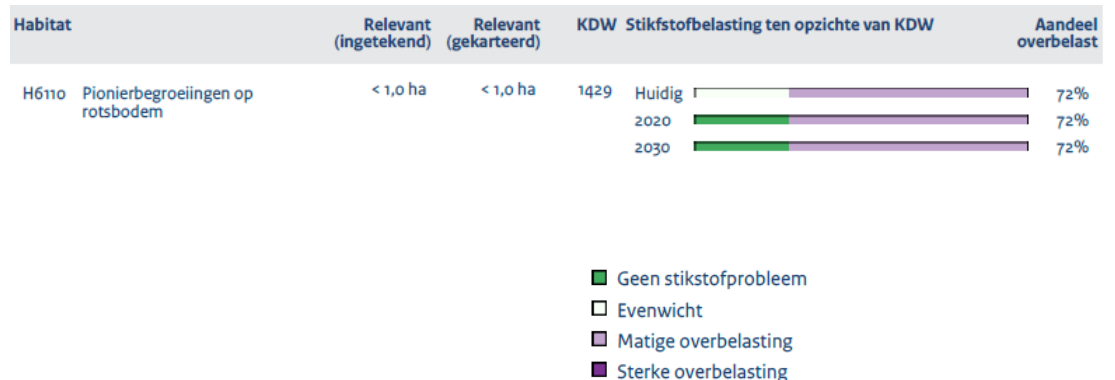 Habitat Relevant Relevant KDW Stikfstofbelasting ten opzichte van KDW Aandeel
(ingetekend) (gekarteerd) overbelast
H6110 Pionierbegroeiingen op < 1,0 ha < 1,0 ha 1429 Huidig 72%
rotsbodem
2020 72%
2030 72%
Geen stikstofprobleem
Evenwicht
Matige overbelasting
Sterke overbelasting